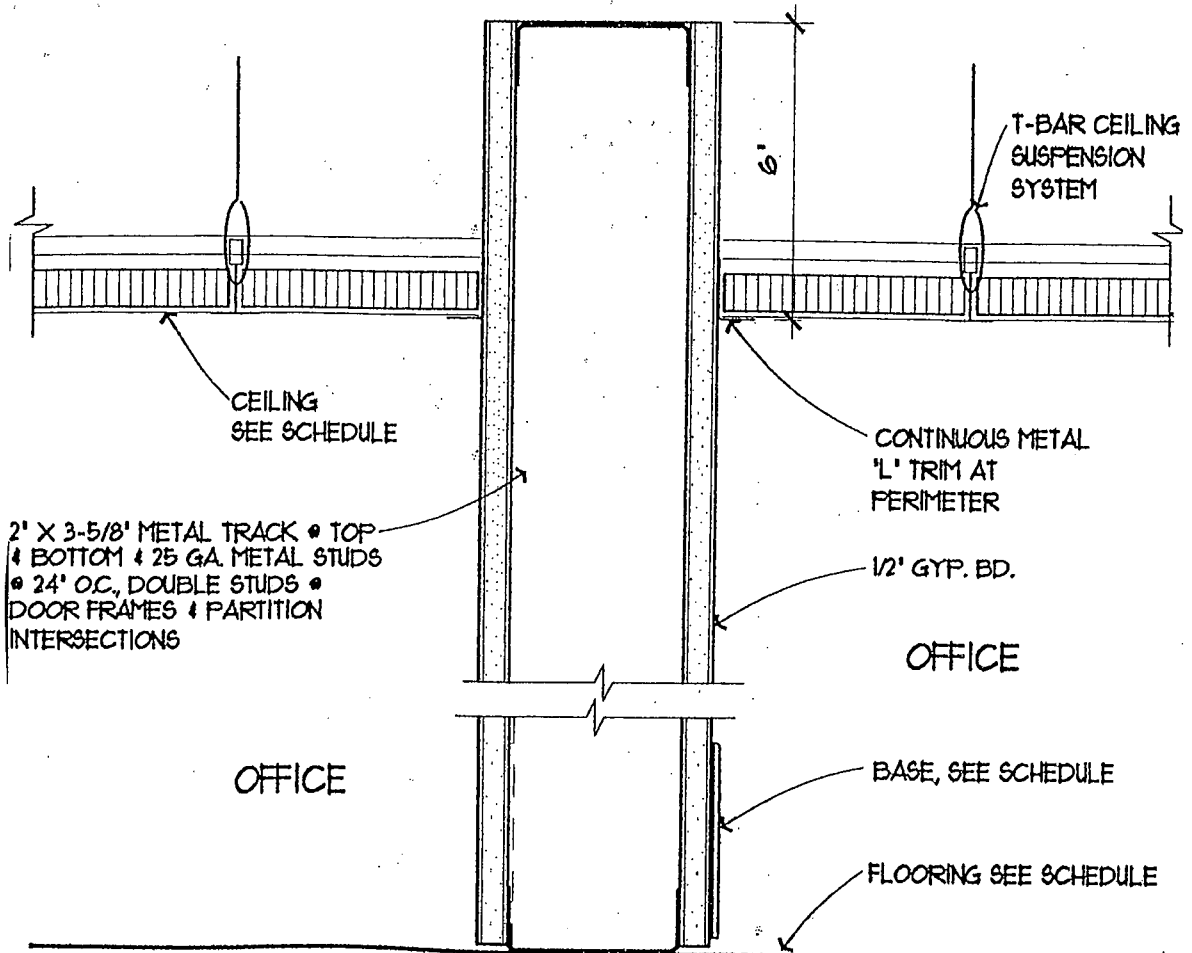 T-BAR CEILING
SUSPENSION
SYSTEM
6'
CEILING
SEE SCHEDULE
CONTINUOUS METAL
'L' TRIM AT
PERIMETER
2' X 3-5/8' METAL TRACK @ TOP
& BOTTOM & 25 GA. METAL STUDS
@ 24' O.C., DOUBLE STUDS @
DOOR FRAMES & PARTITION
INTERSECTIONS
1/2' GYP. BD.
OFFICE
OFFICE
BASE, SEE SCHEDULE
FLOORING SEE SCHEDULE